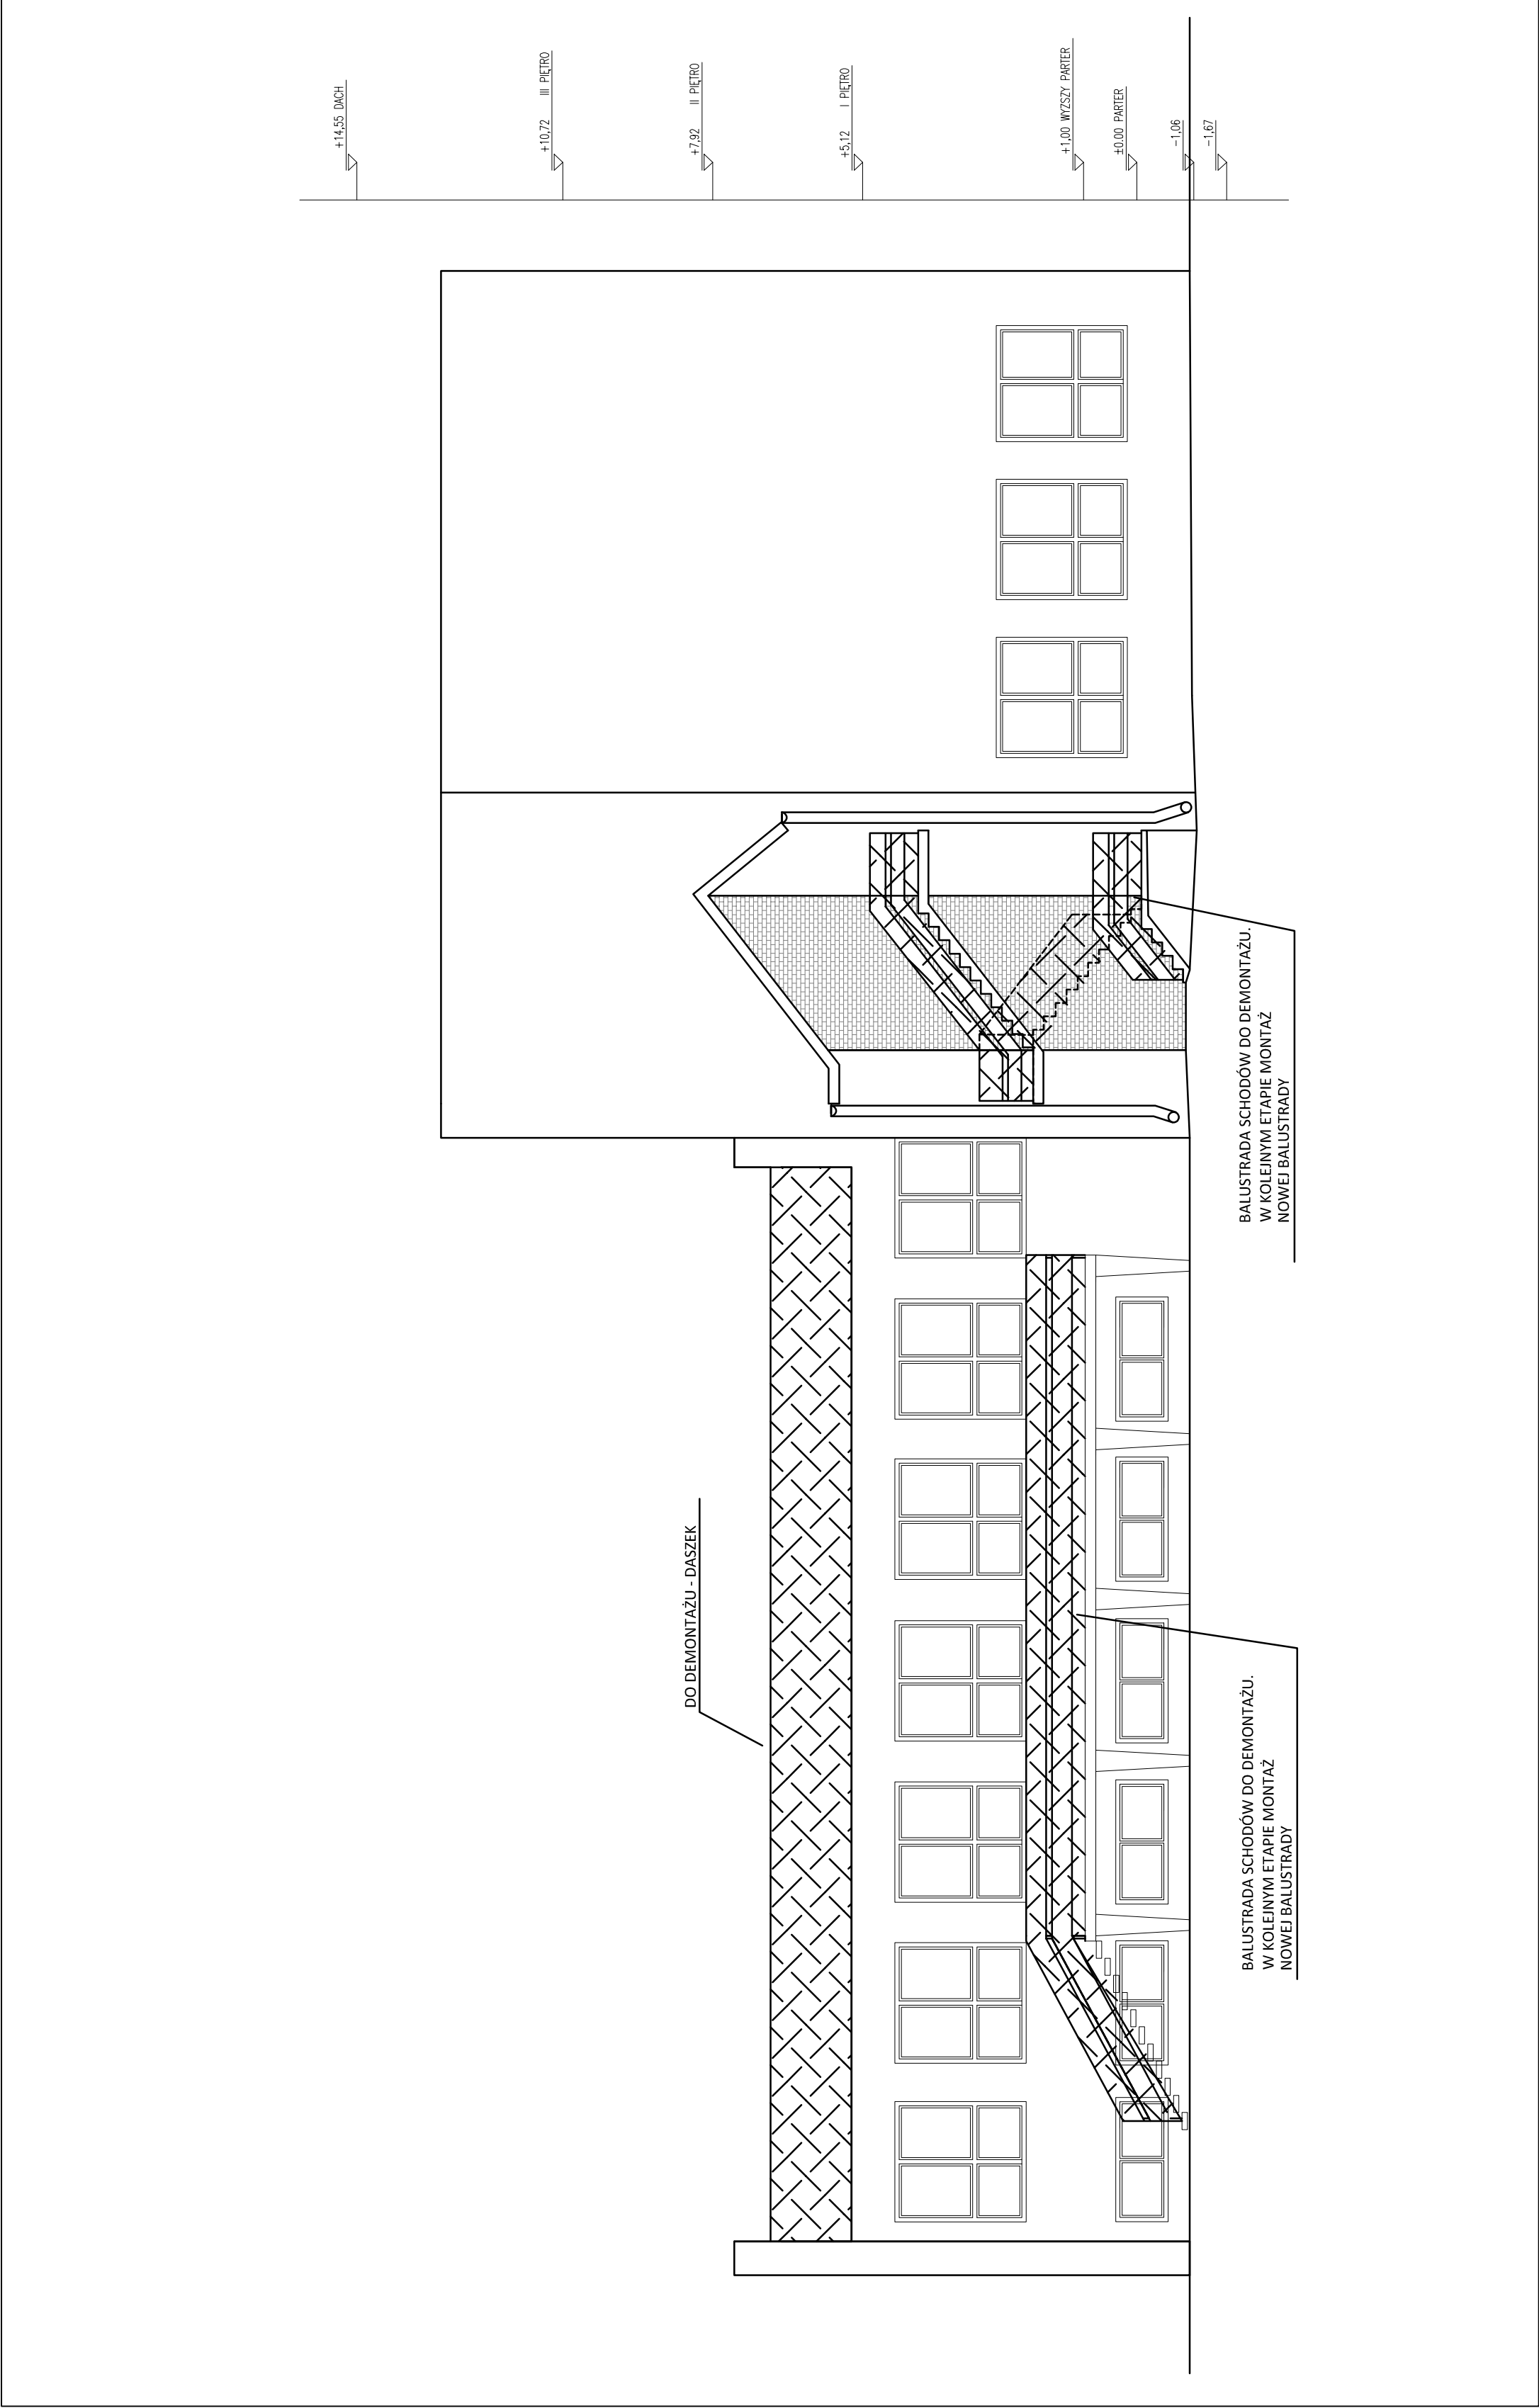 +14,55 DACH
+10,72 III PIĘTRO
+7,92 II PIĘTRO
+5,12 I PIĘTRO
+1,00 WYZSZY PARTER
±0.00 PARTER
-1,06
-1,67
DO DEMONTAŻU - DASZEK
BALUSTRADA SCHODÓW DO DEMONTAŻU.
W KOLEJNYM ETAPIE MONTAŻ
NOWEJ BALUSTRADY
BALUSTRADA SCHODÓW DO DEMONTAŻU.
W KOLEJNYM ETAPIE MONTAŻ
NOWEJ BALUSTRADY